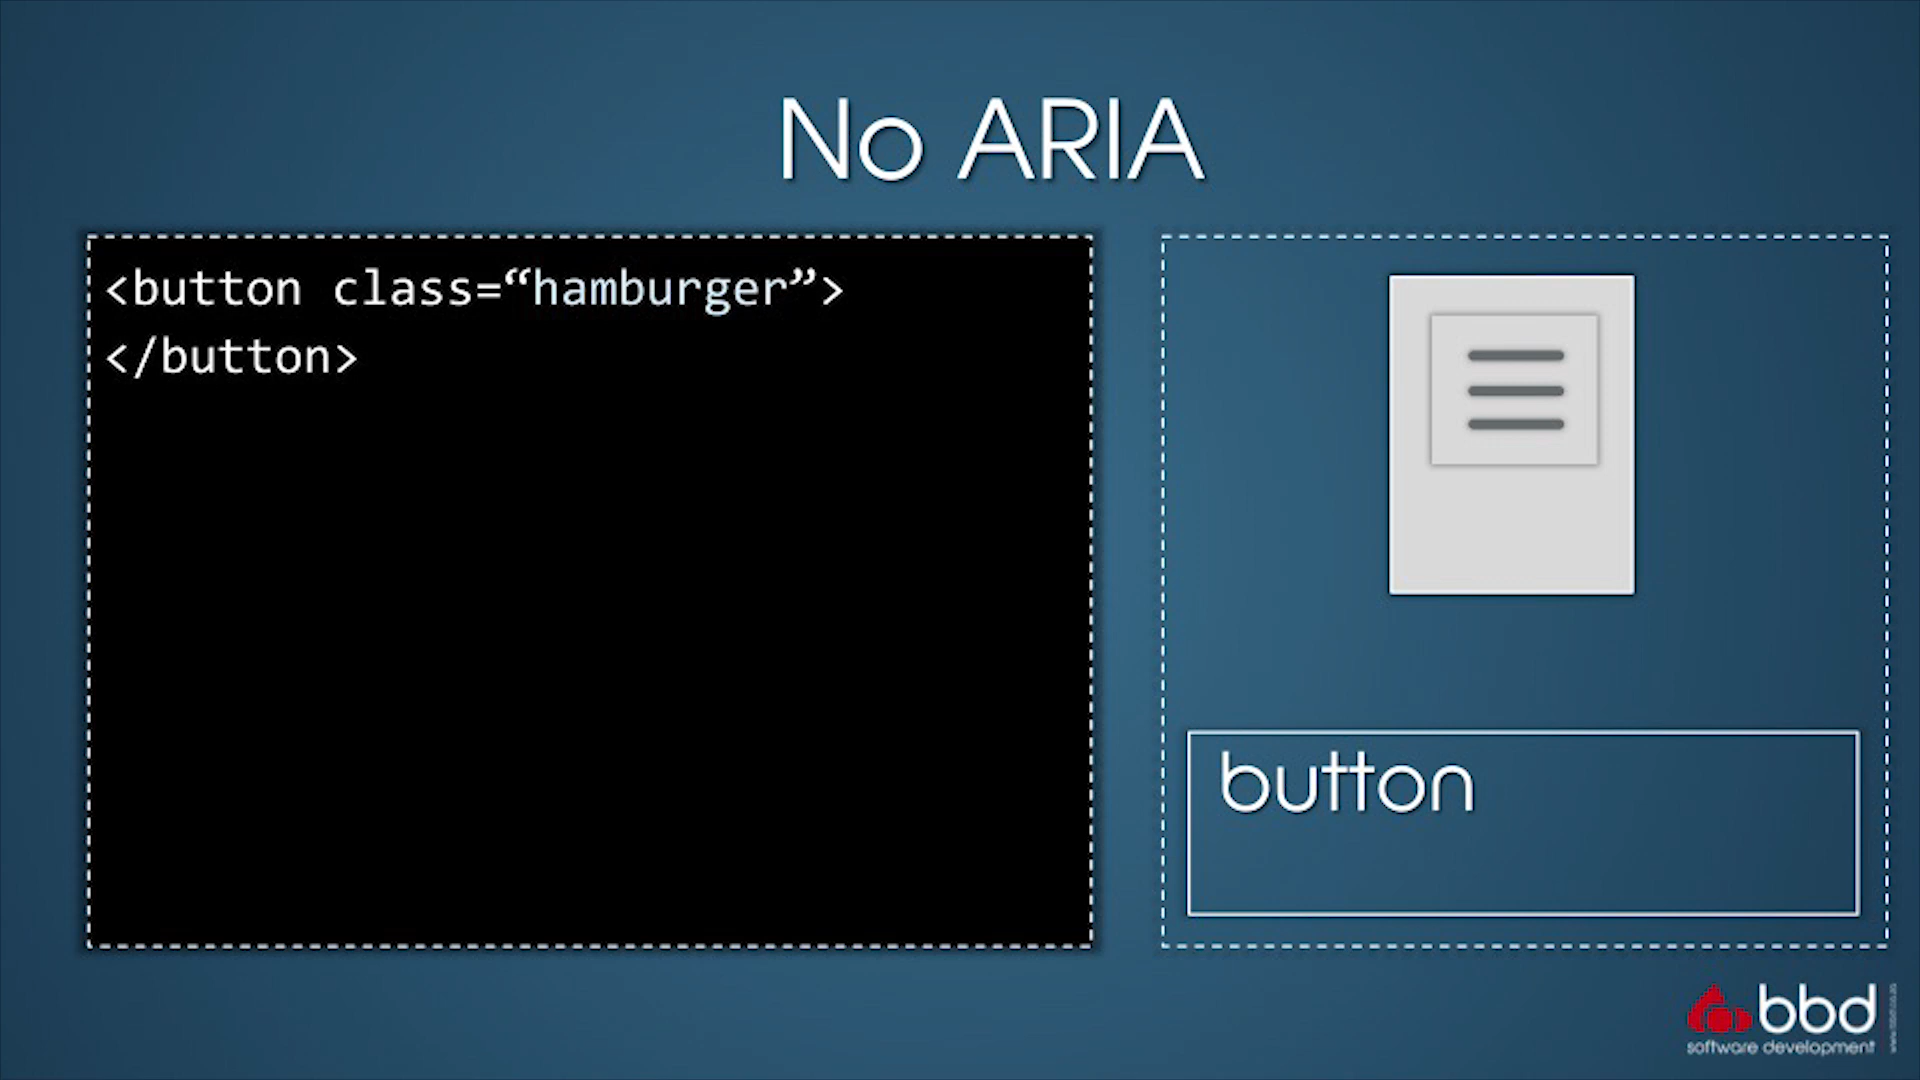 No ARIA
<button class=“hamburger”>
</button>
button
bbd
software development